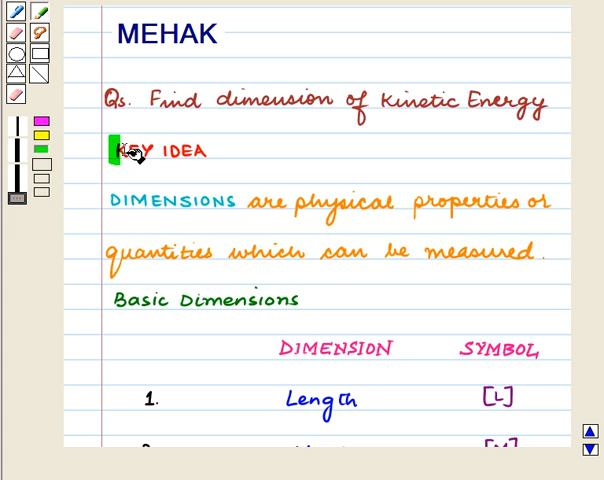 MEHAK
Qs. Find dimension of Kinetic Energy
KEY IDEA
DIMENSIONS are physical properties or
quantities which can be measured.
Basic Dimensions
DIMENSION SYMBOL
1. Length [L]